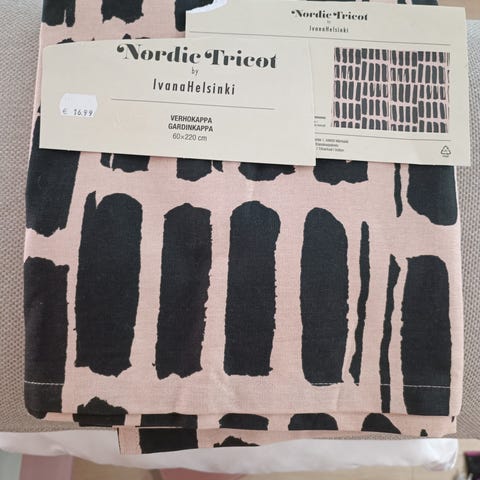 Nordic Tricot
by
IvanaHelsinki
€ 16.99
VERHOKAPPA
GARDINKAPPA
60x220 cm
Nordic Tricot
by
IvanaHelsinki